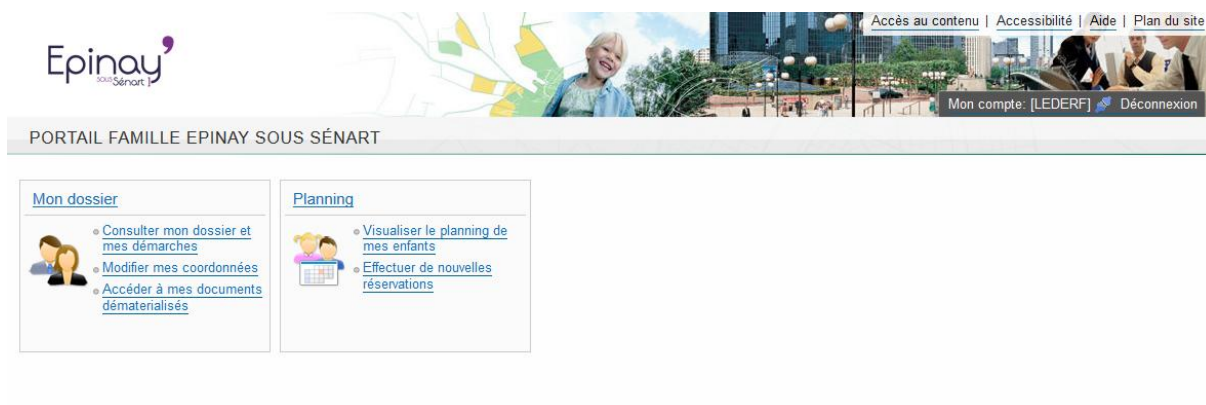 Accès au contenu | Accessibilité | Aide | Plan du site
Epinay
sous Sénart
Mon compte: [LEDERF] Déconnexion
PORTAIL FAMILLE EPINAY SOUS SÉNART
Mon dossier
Consulter mon dossier et
mes démarches
Modifier mes coordonnées
Accéder à mes documents
dématerialisés
Planning
Visualiser le planning de
mes enfants
Effectuer de nouvelles
réservations